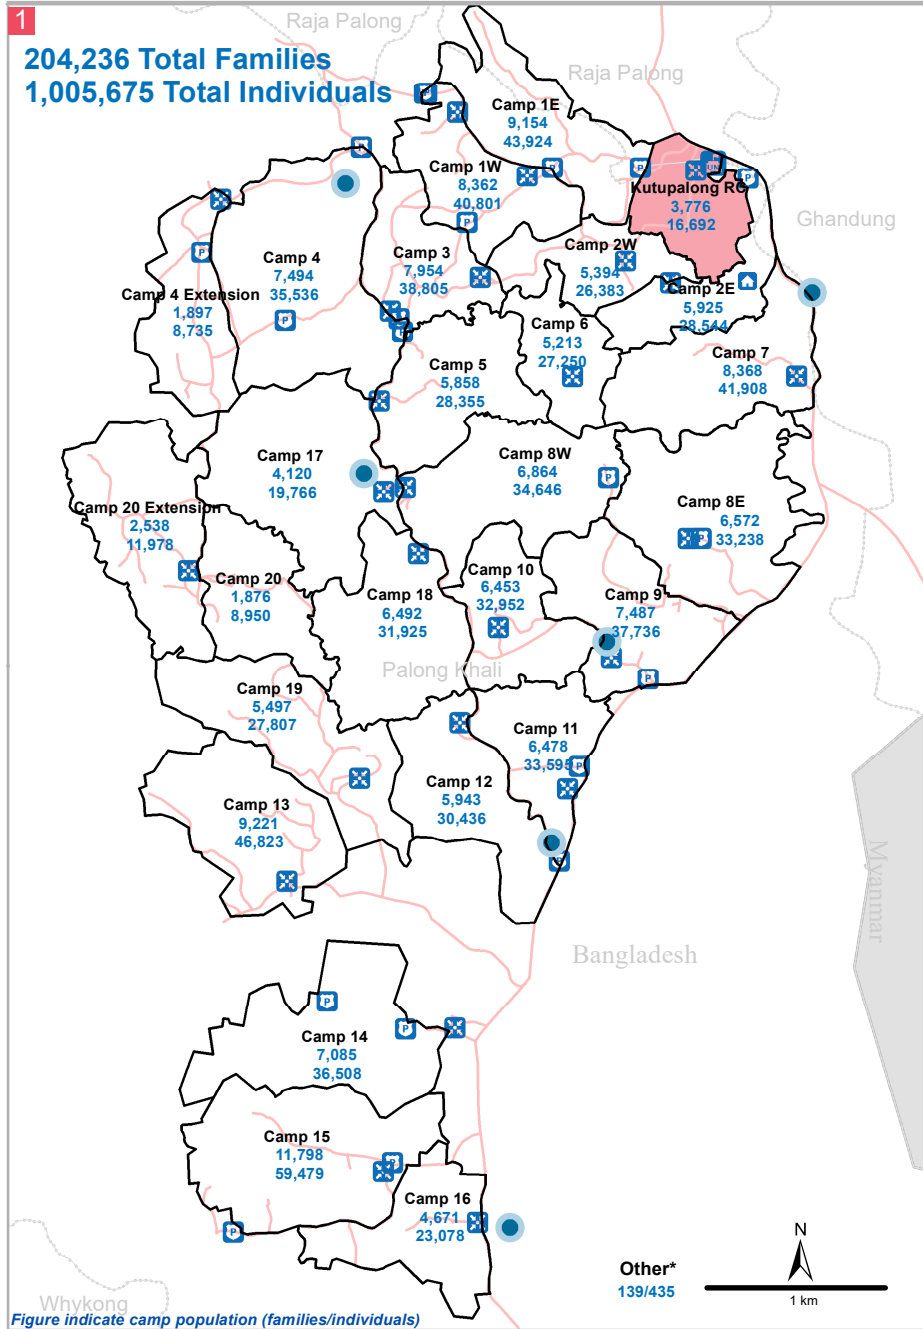 1
Raja Palong
204,236 Total Families
1,005,675 Total Individuals
Raja Palong
Camp 1E
9,154
43,924
Camp 1W
8,362
40,801
Kutupalong RC
3,776
16,692
Ghandung
Camp 4
7,494
35,536
Camp 3
7,954
38,805
Camp 2W
5,394
26,383
Camp 4 Extension
1,897
8,735
Camp 2E
5,925
28,544
Camp 6
5,213
27,250
Camp 7
8,368
41,908
Camp 5
5,858
28,355
Camp 17
4,120
19,766
Camp 8W
6,864
34,646
Camp 20 Extension
2,538
11,978
Camp 8E
6,572
33,238
Camp 20
1,876
8,950
Camp 18
6,492
31,925
Camp 10
6,453
32,952
Camp 9
7,487
37,736
Palong Khali
Camp 19
5,497
27,807
Camp 11
6,478
33,595
Camp 12
5,943
30,436
Camp 13
9,221
46,823
Myanmar
Bangladesh
Camp 14
7,085
36,508
Camp 15
11,798
59,479
Camp 16
4,671
23,078
N
Other*
139/435
1 km
Whykong
Figure indicate camp population (families/individuals)